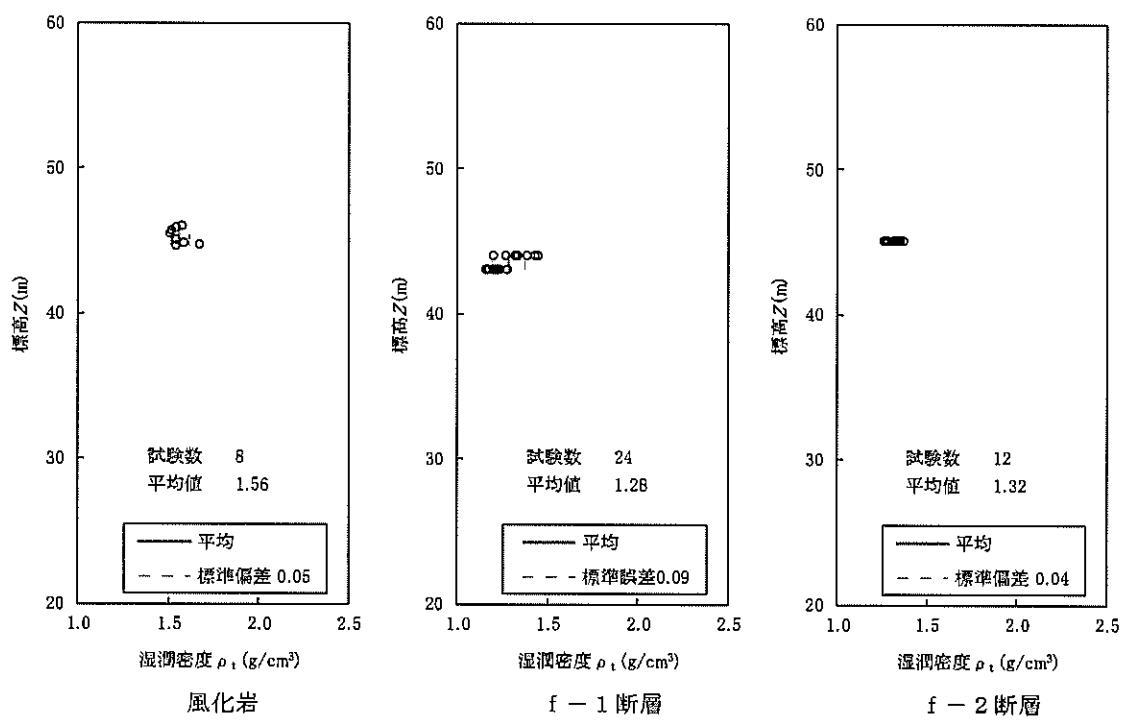 60
50
40
30
20
標高Z(m)
試験数 8
平均値 1.56
平均
標準偏差 0.05
1.0 1.5 2.0 2.5
湿潤密度 ρt (g/cm³)
風化岩
60
50
40
30
20
標高Z(m)
試験数 24
平均値 1.28
平均
標準誤差0.09
1.0 1.5 2.0 2.5
湿潤密度 ρt (g/cm³)
f－1断層
60
50
40
30
20
標高Z(m)
試験数 12
平均値 1.32
平均
標準偏差 0.04
1.0 1.5 2.0 2.5
湿潤密度 ρt (g/cm³)
f－2断層